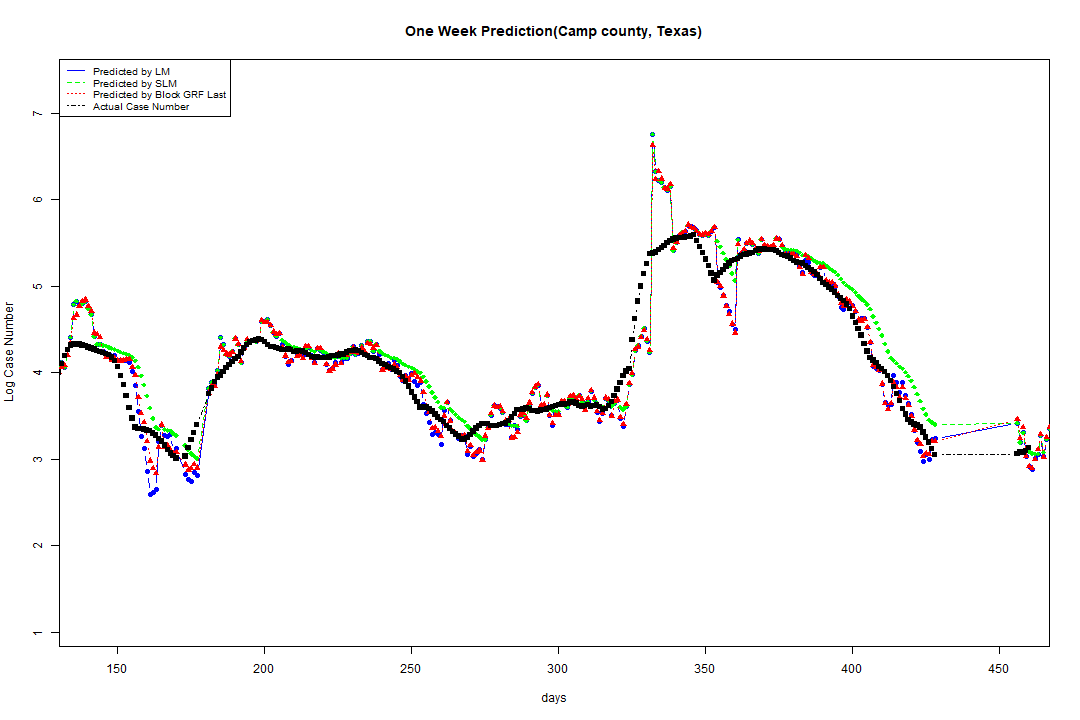 One Week Prediction(Camp county, Texas)
Predicted by LM
Predicted by SLM
Predicted by Block GRF Last
Actual Case Number
Log Case Number
7
6
5
4
3
2
1
150 200 250 300 350 400 450
days